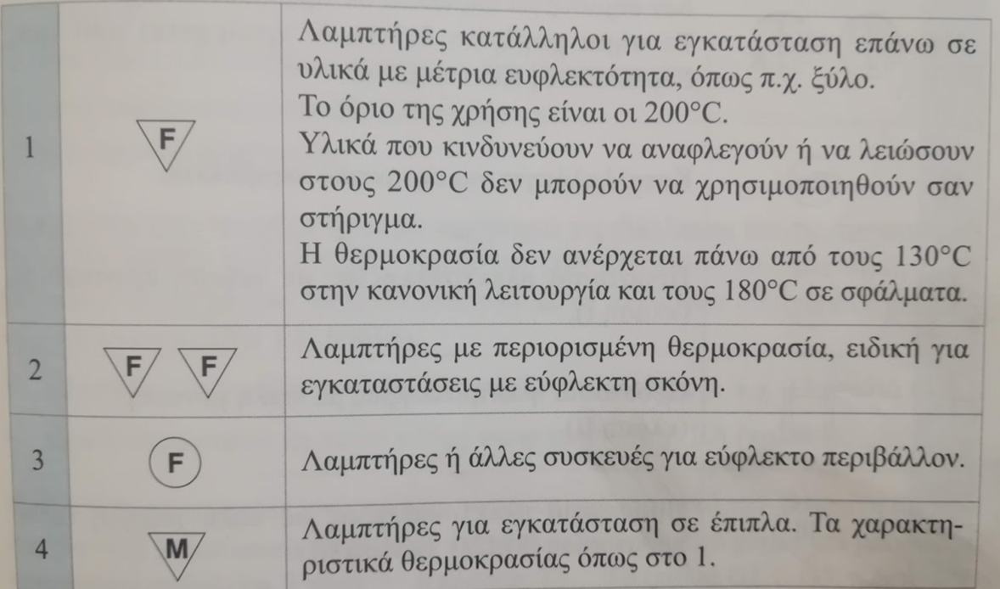 1
F
Λαμπτήρες κατάλληλοι για εγκατάσταση επάνω σε
υλικά με μέτρια ευφλεκτότητα, όπως π.χ. ξύλο.
Το όριο της χρήσης είναι οι 200°C.
Υλικά που κινδυνεύουν να αναφλεγούν ή να λειώσουν
στους 200°C δεν μπορούν να χρησιμοποιηθούν σαν
στήριγμα.
Η θερμοκρασία δεν ανέρχεται πάνω από τους 130°C
στην κανονική λειτουργία και τους 180°C σε σφάλματα.
2
F F
Λαμπτήρες με περιορισμένη θερμοκρασία, ειδική για
εγκαταστάσεις με εύφλεκτη σκόνη.
3
F
Λαμπτήρες ή άλλες συσκευές για εύφλεκτο περιβάλλον.
4
M
Λαμπτήρες για εγκατάσταση σε έπιπλα. Τα χαρακτη-
ριστικά θερμοκρασίας όπως στο 1.